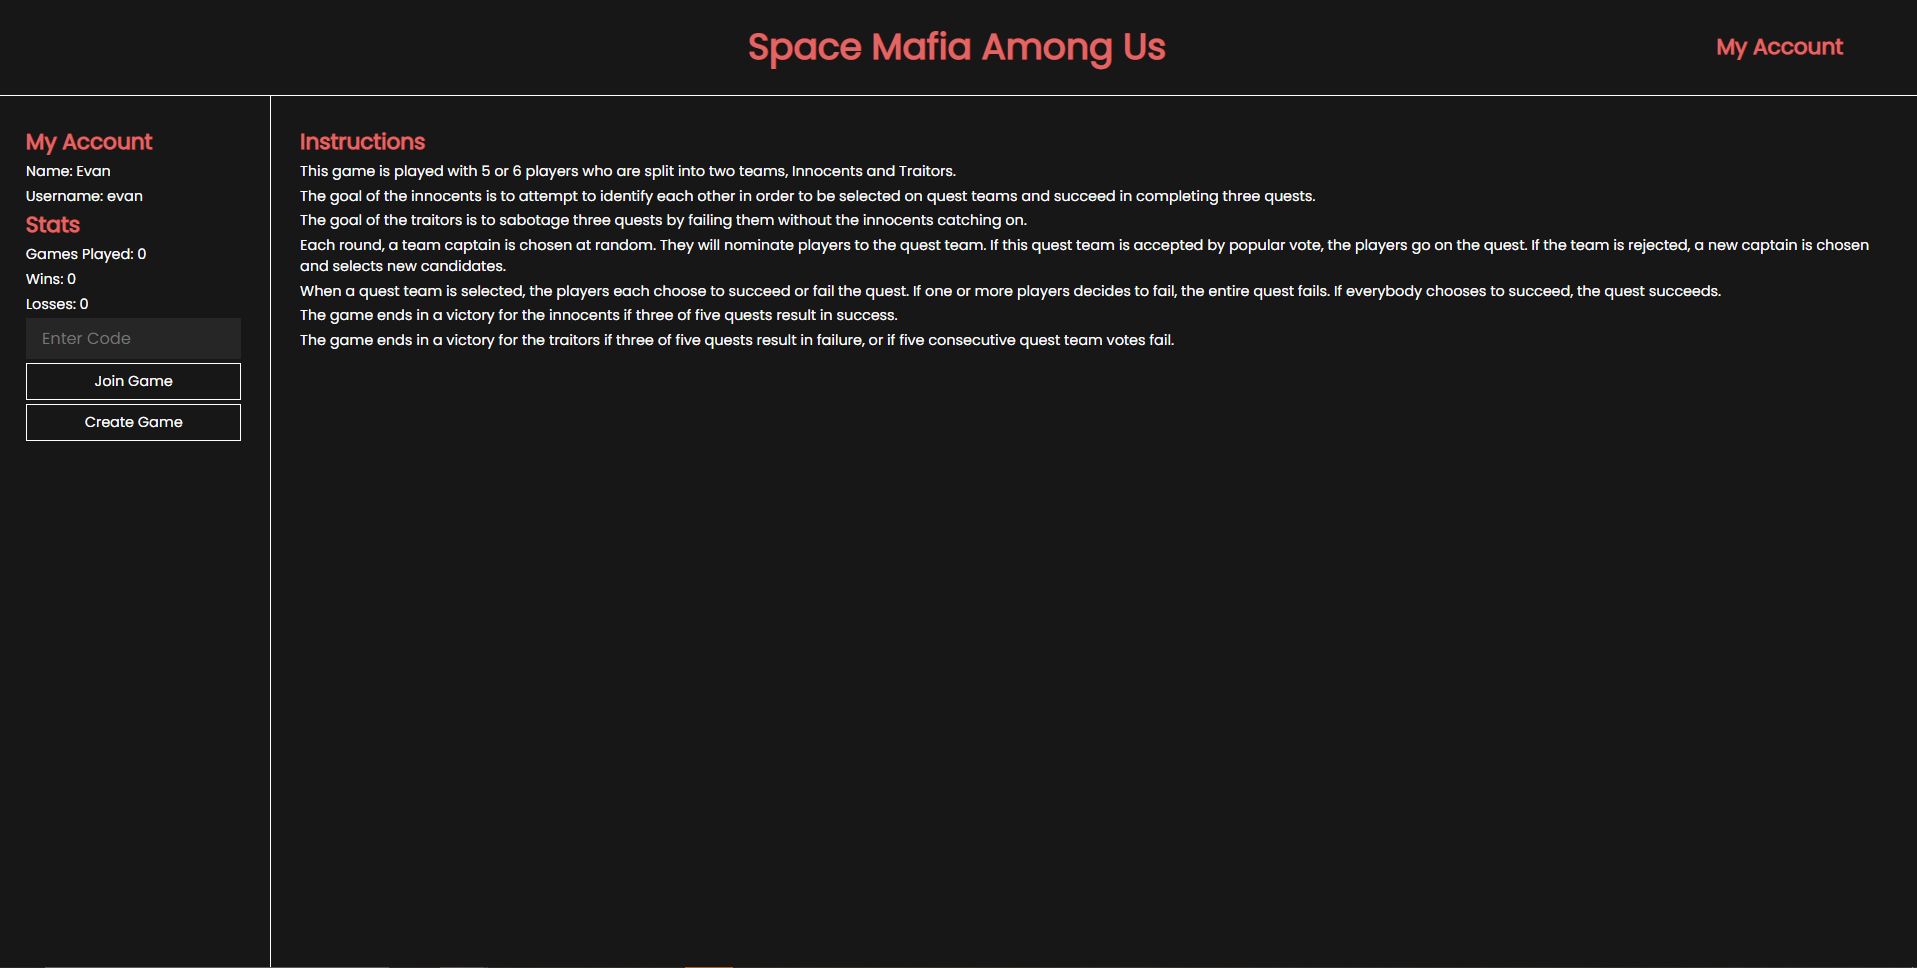 Space Mafia Among Us
My Account
My Account
Name: Evan
Username: evan
Stats
Games Played: 0
Wins: 0
Losses: 0
Enter Code
Join Game
Create Game
Instructions
This game is played with 5 or 6 players who are split into two teams, Innocents and Traitors.
The goal of the innocents is to attempt to identify each other in order to be selected on quest teams and succeed in completing three quests.
The goal of the traitors is to sabotage three quests by failing them without the innocents catching on.
Each round, a team captain is chosen at random. They will nominate players to the quest team. If this quest team is accepted by popular vote, the players go on the quest. If the team is rejected, a new captain is chosen
and selects new candidates.
When a quest team is selected, the players each choose to succeed or fail the quest. If one or more players decides to fail, the entire quest fails. If everybody chooses to succeed, the quest succeeds.
The game ends in a victory for the innocents if three of five quests result in success.
The game ends in a victory for the traitors if three of five quests result in failure, or if five consecutive quest team votes fail.